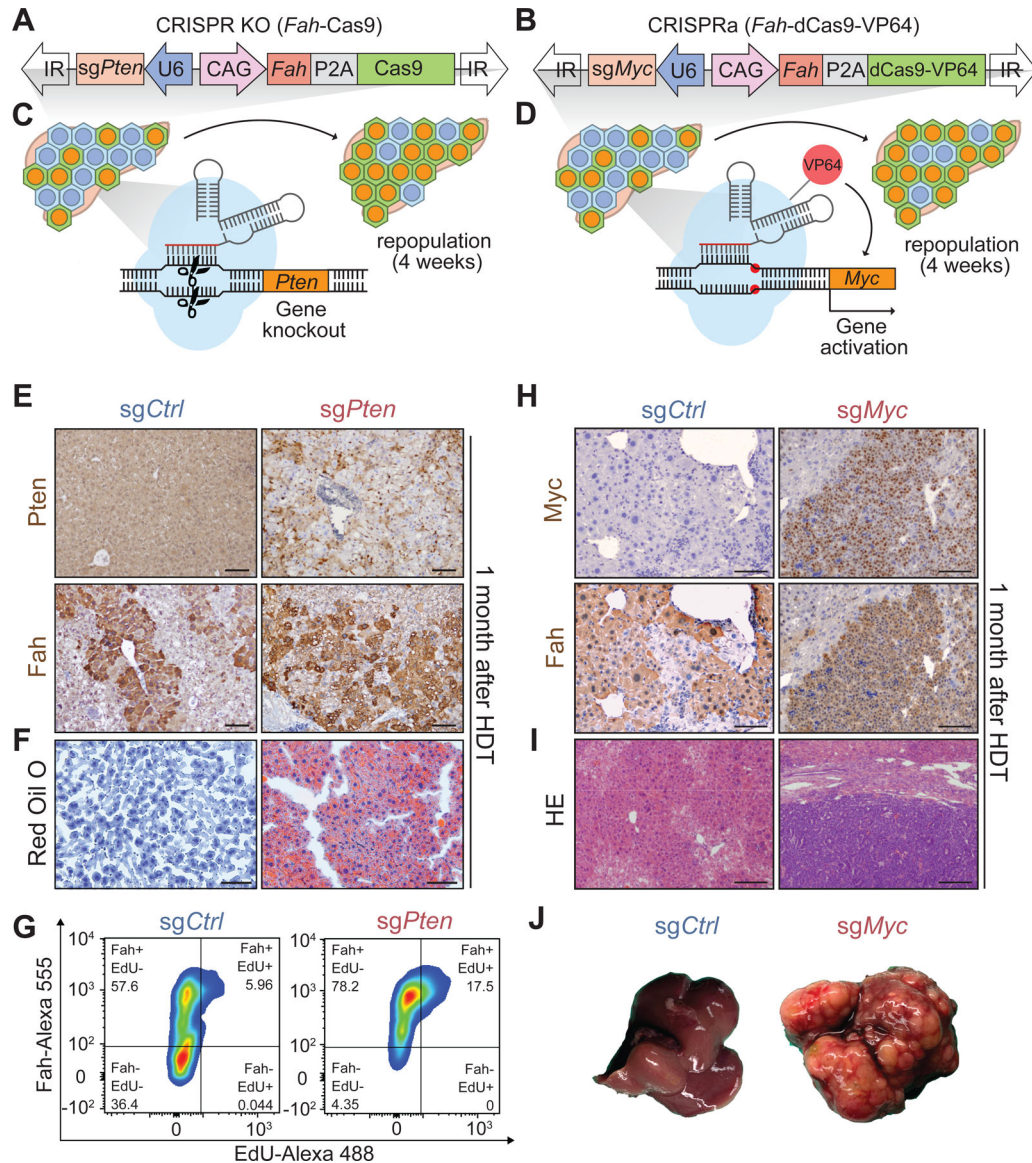 A
CRISPR KO (Fah-Cas9)
IR
sgPten
U6
CAG
Fah
P2A
Cas9
IR
B
CRISPRa (Fah-dCas9-VP64)
IR
sgMyc
U6
CAG
Fah
P2A
dCas9-VP64
IR
C
repopulation
(4 weeks)
Pten
Gene
knockout
D
VP64
repopulation
(4 weeks)
Myc
Gene
activation
E
sgCtrl
sgPten
Pten
Fah
F
Red Oil O
1 month after HDT
H
sgCtrl
sgMyc
Myc
Fah
I
HE
1 month after HDT
G
sgCtrl
sgPten
Fah-Alexa 555
10⁴
10³
10²
0
-10²
Fah+
EdU-
57.6
Fah+
EdU+
5.96
Fah-
EdU-
36.4
Fah-
EdU+
0.044
0
10³
10⁴
10³
10²
0
-10²
Fah+
EdU-
78.2
Fah+
EdU+
17.5
Fah-
EdU-
4.35
Fah-
EdU+
0
0
10³
EdU-Alexa 488
J
sgCtrl
sgMyc